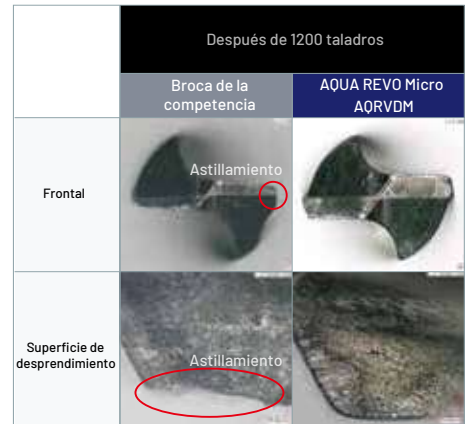 Después de 1200 taladros
Broca de la
competencia
AQUA REVO Micro
AQRVDM
Frontal
Astillamiento
Superficie de
desprendimiento
Astillamiento